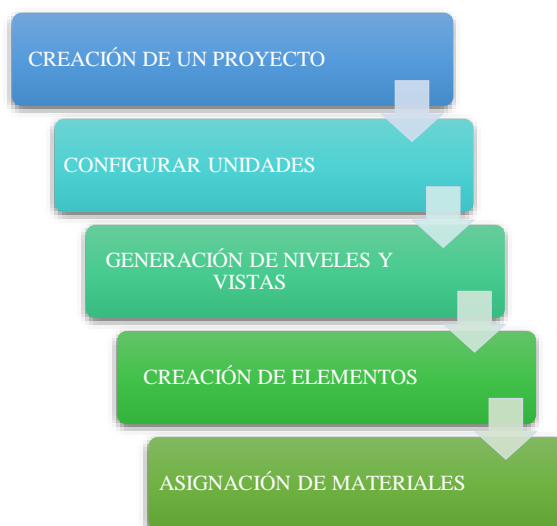 CREACIÓN DE UN PROYECTO
CONFIGURAR UNIDADES
GENERACIÓN DE NIVELES Y
VISTAS
CREACIÓN DE ELEMENTOS
ASIGNACIÓN DE MATERIALES